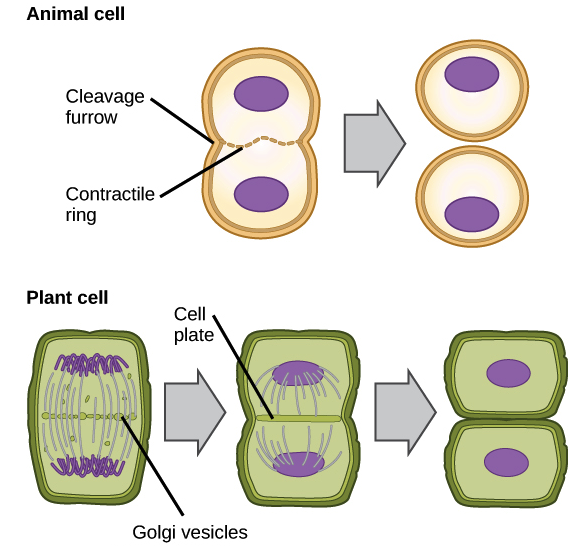 Animal cell
Cleavage
furrow
Contractile
ring
Plant cell
Cell
plate
Golgi vesicles